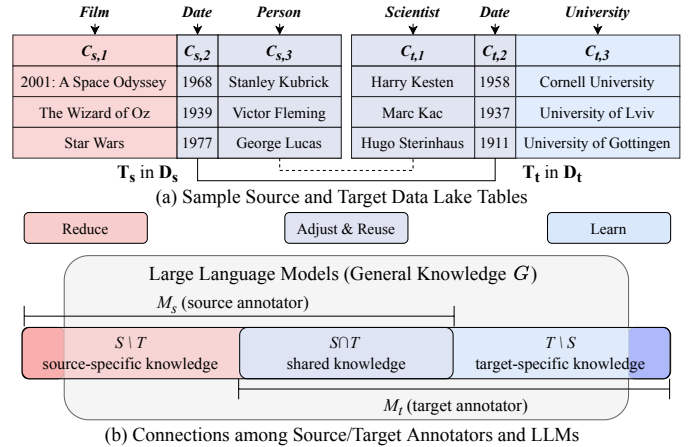 Film Date Person Scientist Date University
C_{s,1} C_{s,2} C_{s,3} C_{t,1} C_{t,2} C_{t,3}
2001: A Space Odyssey 1968 Stanley Kubrick Harry Kesten 1958 Cornell University
The Wizard of Oz 1939 Victor Fleming Marc Kac 1937 University of Lviv
Star Wars 1977 George Lucas Hugo Sterinhaus 1911 University of Gottingen
T_s in D_s T_t in D_t
(a) Sample Source and Target Data Lake Tables
Reduce Adjust & Reuse Learn
Large Language Models (General Knowledge G)
M_s (source annotator)
S \ T S∩T T \ S
source-specific knowledge shared knowledge target-specific knowledge
M_t (target annotator)
(b) Connections among Source/Target Annotators and LLMs